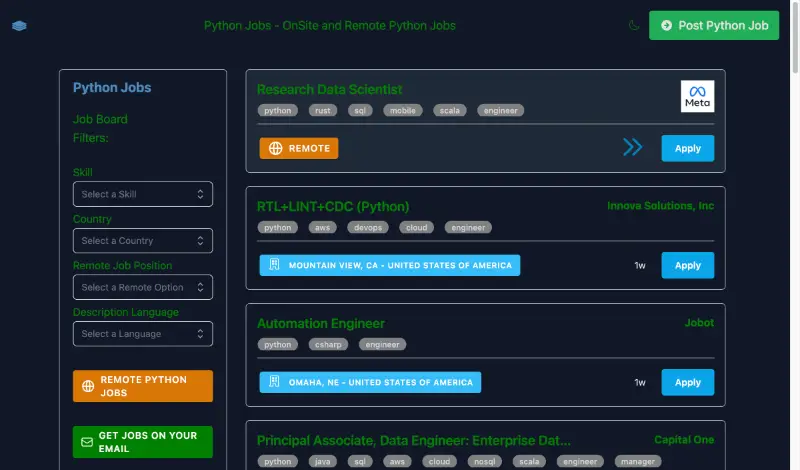 Python Jobs - OnSite and Remote Python Jobs
Post Python Job
Python Jobs
Job Board
Filters:
Skill
Select a Skill
Country
Select a Country
Remote Job Position
Select a Remote Option
Description Language
Select a Language
REMOTE PYTHON
JOBS
GET JOBS ON YOUR
EMAIL
Research Data Scientist
Meta
python rust sql mobile scala engineer
REMOTE
Apply
RTL+LINT+CDC (Python)
Innova Solutions, Inc
python aws devops cloud engineer
MOUNTAIN VIEW, CA - UNITED STATES OF AMERICA
1w
Apply
Automation Engineer
Jobot
python csharp engineer
OMAHA, NE - UNITED STATES OF AMERICA
1w
Apply
Principal Associate, Data Engineer: Enterprise Dat...
Capital One
python java sql aws cloud nosql scala engineer manager